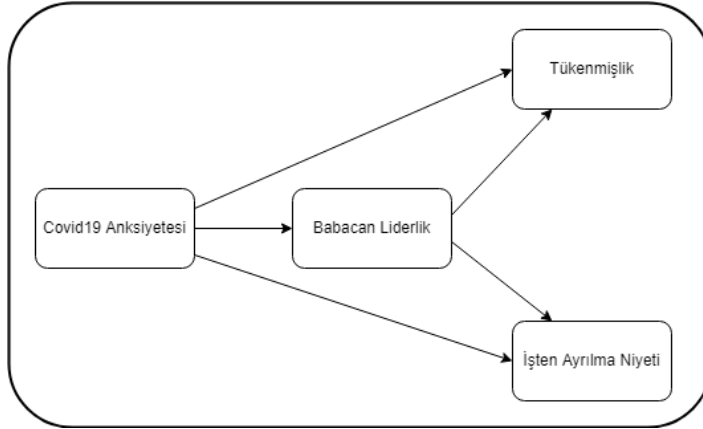 Tükenmişlik
Covid19 Anksiyetesi
Babacan Liderlik
İşten Ayrılma Niyeti